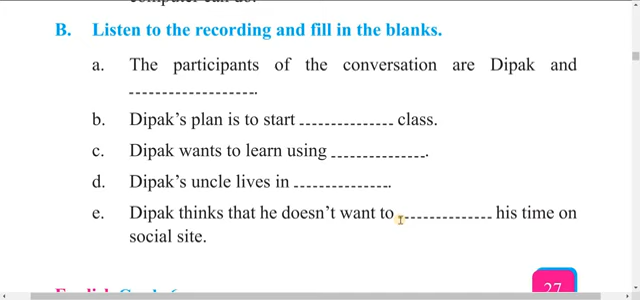 B. Listen to the recording and fill in the blanks.
a. The participants of the conversation are Dipak and
--------------------.
b. Dipak's plan is to start --------------- class.
c. Dipak wants to learn using ---------------.
d. Dipak's uncle lives in ---------------.
e. Dipak thinks that he doesn't want to --------------- his time on
social site.
27